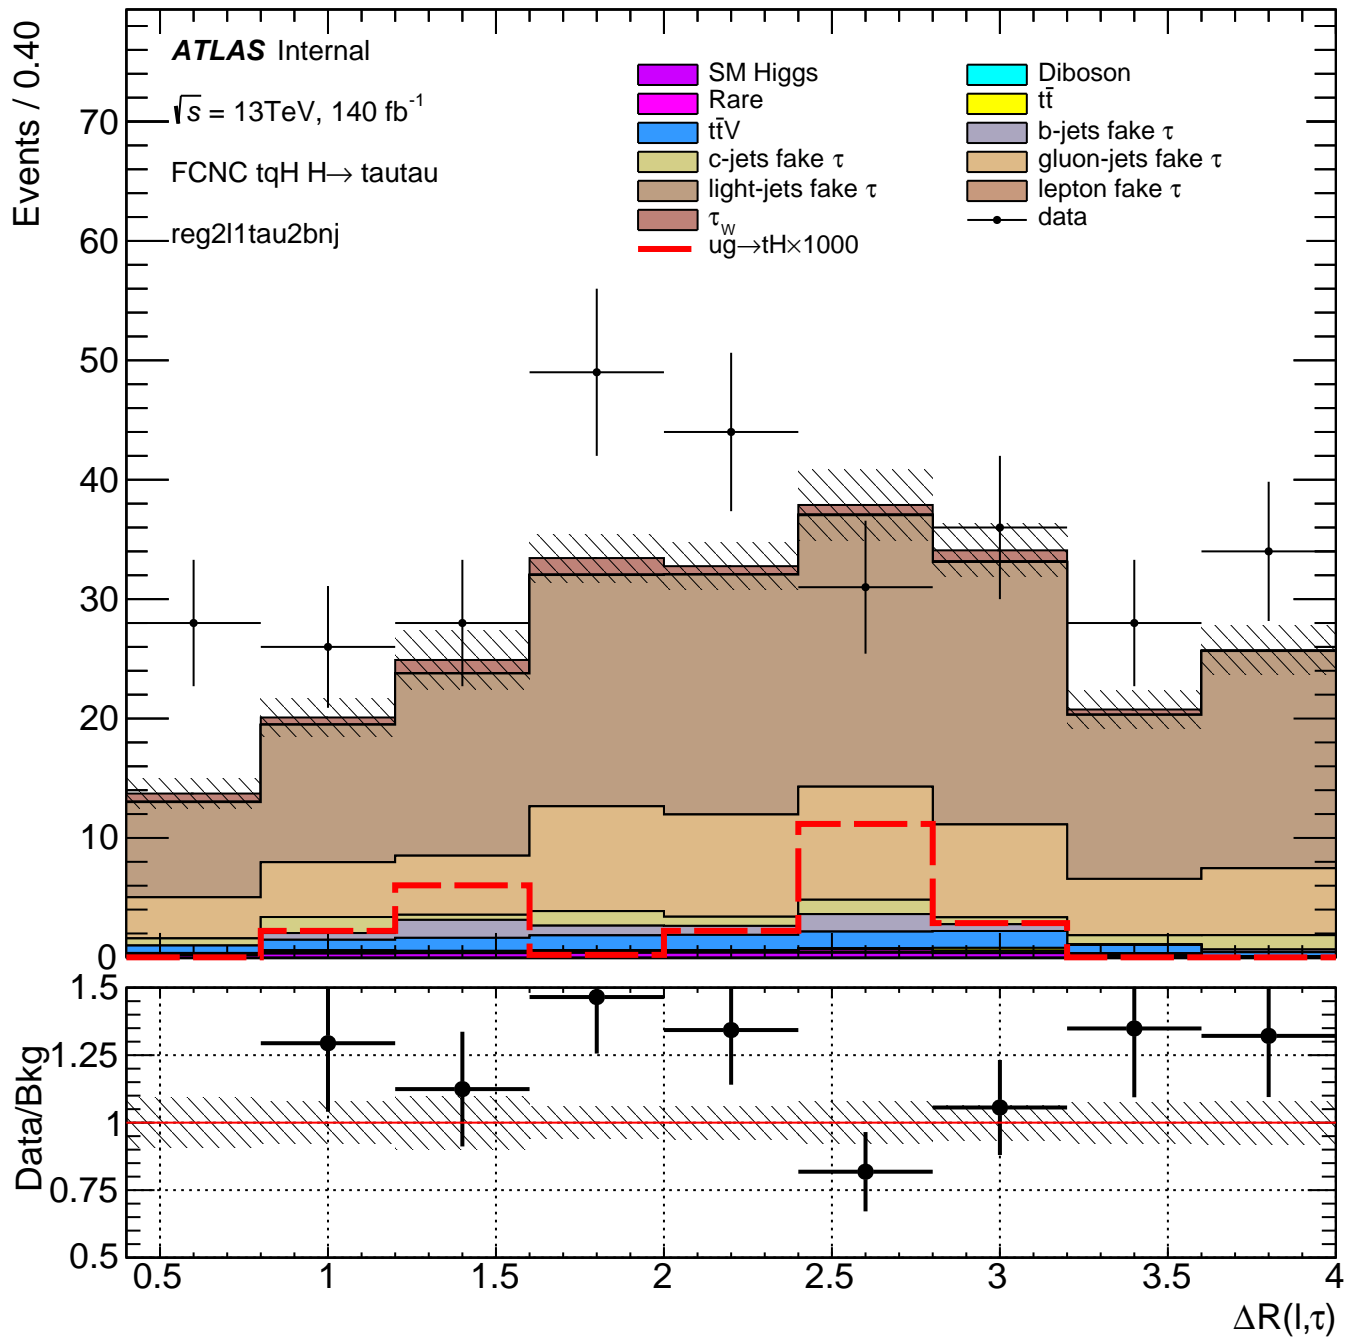 Events / 0.40
ATLAS Internal
√s = 13TeV, 140 fb⁻¹
FCNC tqH H→ tautau
reg2l1tau2bnj
SM Higgs
Rare
tt̄V
c-jets fake τ
light-jets fake τ
τ_W
ug→tH×1000
Diboson
tt̄
b-jets fake τ
gluon-jets fake τ
lepton fake τ
data
70
60
50
40
30
20
10
0
Data/Bkg
1.5
1.25
1
0.75
0.5
0.5 1 1.5 2 2.5 3 3.5 4
ΔR(l,τ)